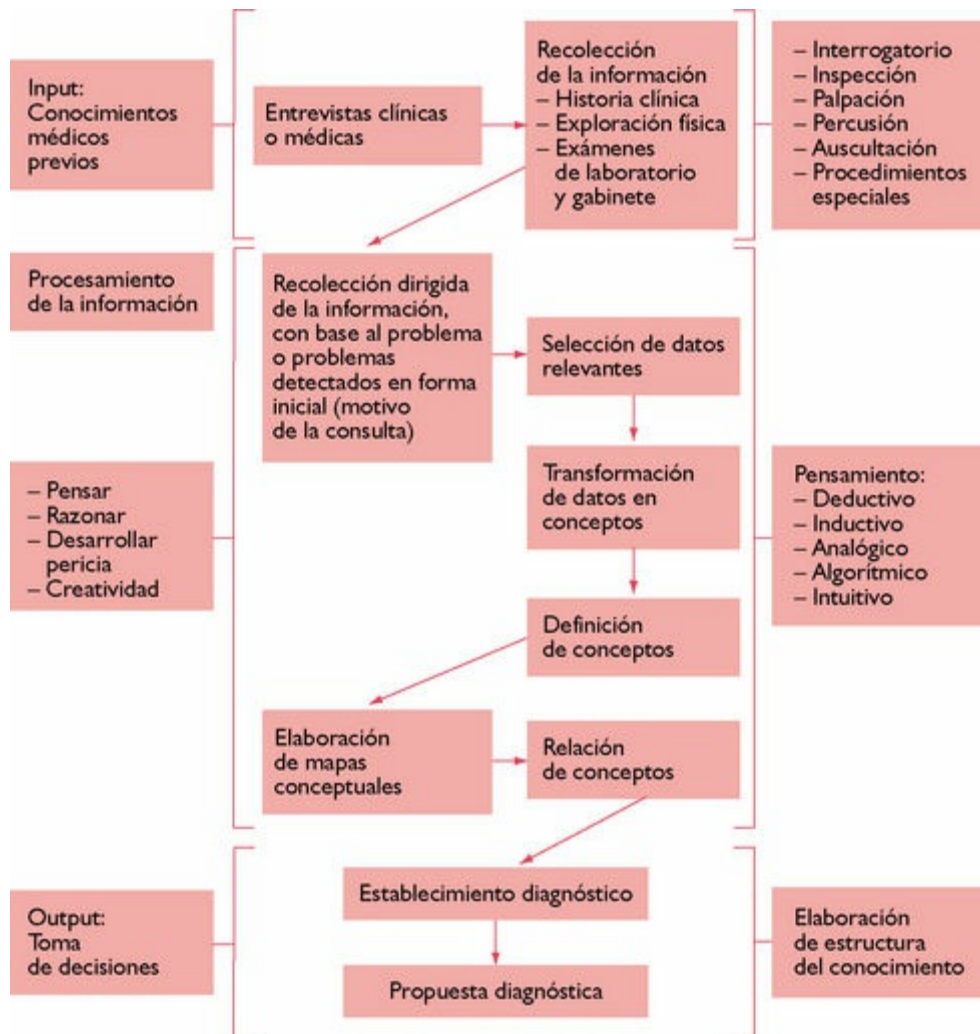 Input:
Conocimientos
médicos
previos
Entrevistas clínicas
o médicas
Recolección
de la información
– Historia clínica
– Exploración física
– Exámenes
de laboratorio
y gabinete
– Interrogatorio
– Inspección
– Palpación
– Percusión
– Auscultación
– Procedimientos
especiales
Procesamiento
de la información
Recolección dirigida
de la información,
con base al problema
o problemas
detectados en forma
inicial (motivo
de la consulta)
Selección de datos
relevantes
Transformación
de datos en
conceptos
– Pensar
– Razonar
– Desarrollar
pericia
– Creatividad
Pensamiento:
– Deductivo
– Inductivo
– Analógico
– Algorítmico
– Intuitivo
Definición
de conceptos
Elaboración
de mapas
conceptuales
Relación
de conceptos
Establecimiento diagnóstico
Propuesta diagnóstica
Output:
Toma
de decisiones
Elaboración
de estructura
del conocimiento